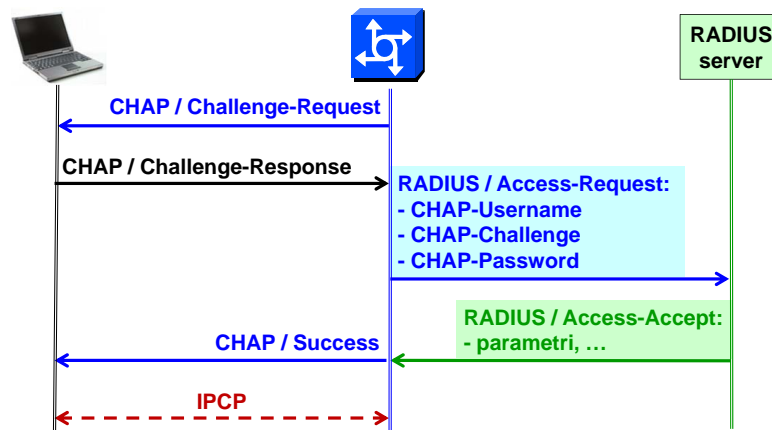 RADIUS
server
CHAP / Challenge-Request
CHAP / Challenge-Response
RADIUS / Access-Request:
- CHAP-Username
- CHAP-Challenge
- CHAP-Password
RADIUS / Access-Accept:
- parametri, …
CHAP / Success
IPCP